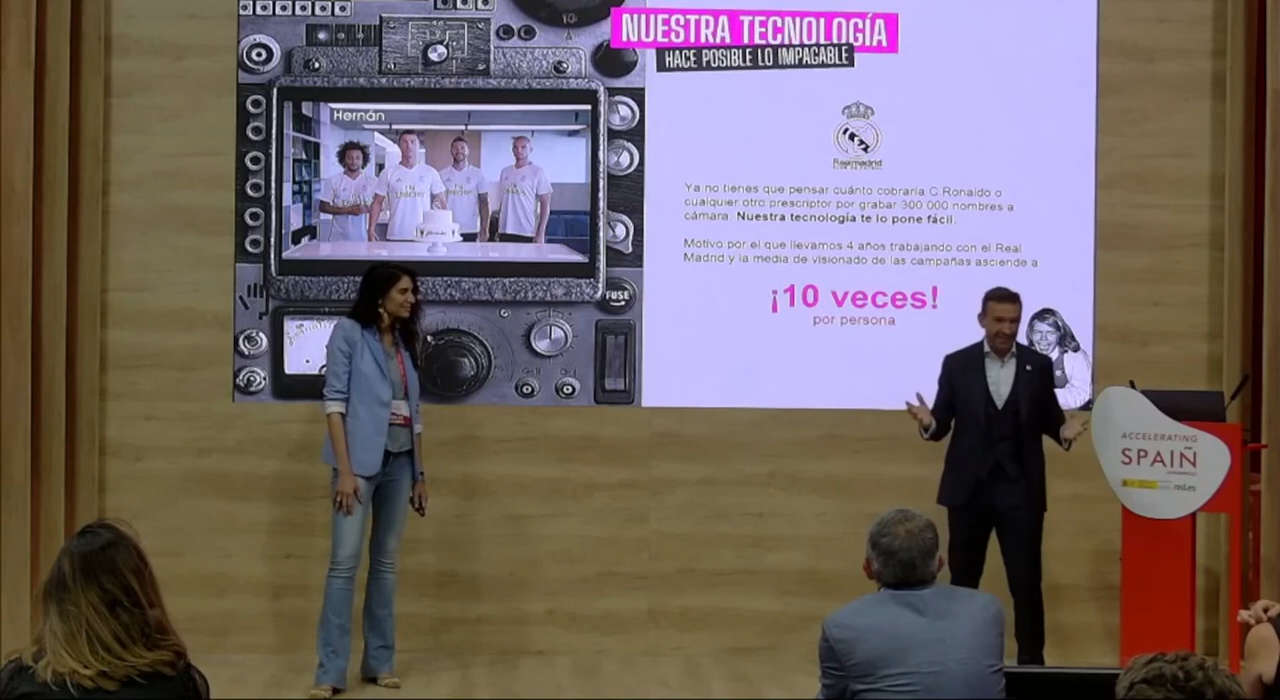 NUESTRA TECNOLOGÍA
HACE POSIBLE LO IMPAGABLE
Hernán
Realmadrid
Ya no tienes que pensar cuánto cobraría C.Ronaldo o
cualquier otro prescriptor por grabar 300.000 nombres a
cámara. Nuestra tecnología te lo pone fácil.
Motivo por el que llevamos 4 años trabajando con el Real
Madrid y la media de visionado de las campañas asciende a
¡10 veces!
por persona
FUSE
ACCELERATING
SPAIN
red.es